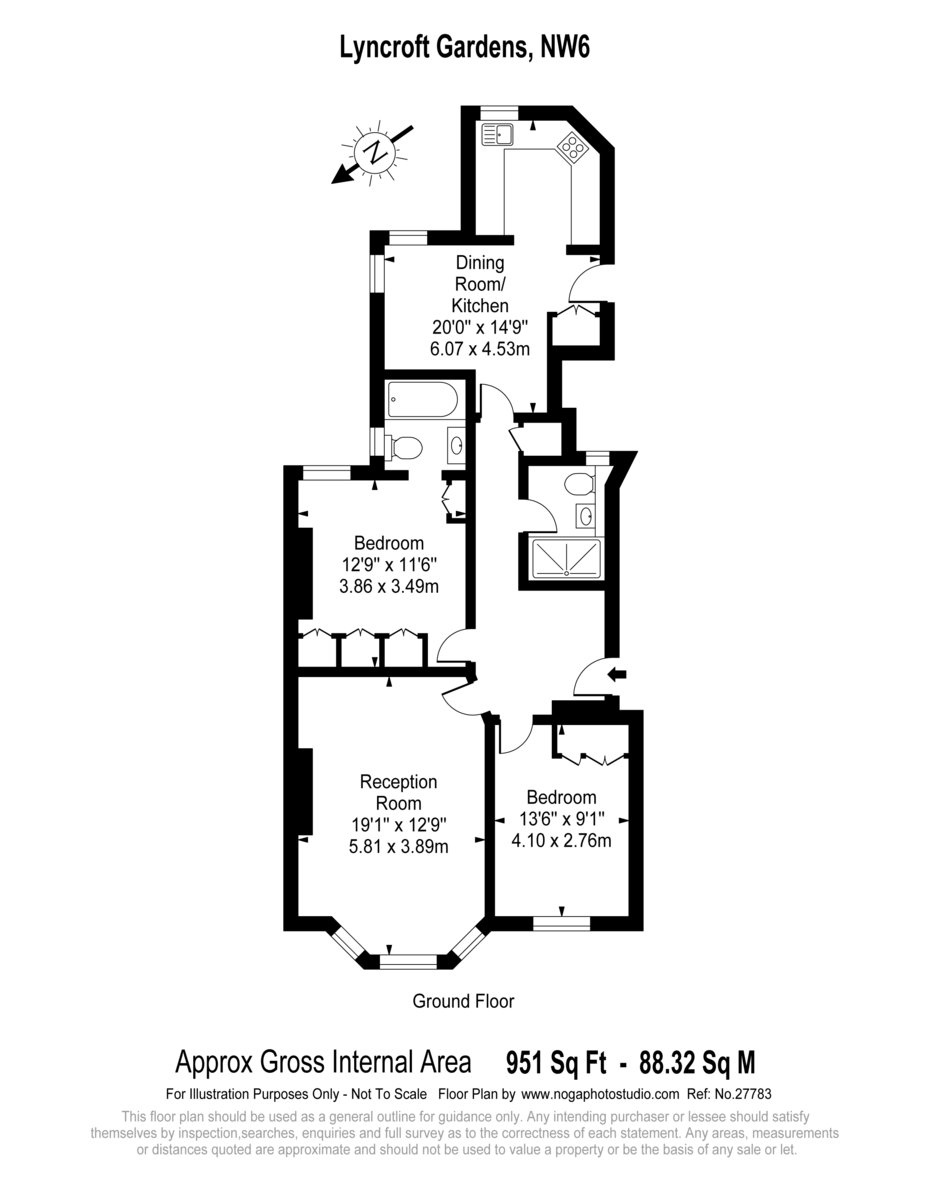 Lyncroft Gardens, NW6
N
Dining
Room/
Kitchen
20'0" x 14'9"
6.07 x 4.53m
Bedroom
12'9" x 11'6"
3.86 x 3.49m
Reception
Room
19'1" x 12'9"
5.81 x 3.89m
Bedroom
13'6" x 9'1"
4.10 x 2.76m
Ground Floor
Approx Gross Internal Area 951 Sq Ft - 88.32 Sq M
For Illustration Purposes Only - Not To Scale Floor Plan by www.nogaphotostudio.com Ref: No.27783
This floor plan should be used as a general outline for guidance only. Any intending purchaser or lessee should satisfy
themselves by inspection,searches, enquiries and full survey as to the correctness of each statement. Any areas, measurements
or distances quoted are approximate and should not be used to value a property or be the basis of any sale or let.